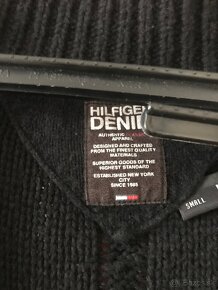 HILFIGER
DENIM
AUTHENTIC
APPAREL
DESIGNED AND CRAFTED
FROM THE FINEST QUALITY
MATERIALS
SUPERIOR GOODS OF THE
HIGHEST STANDARD
ESTABLISHED NEW YORK
CITY
SINCE 1985
SMALL